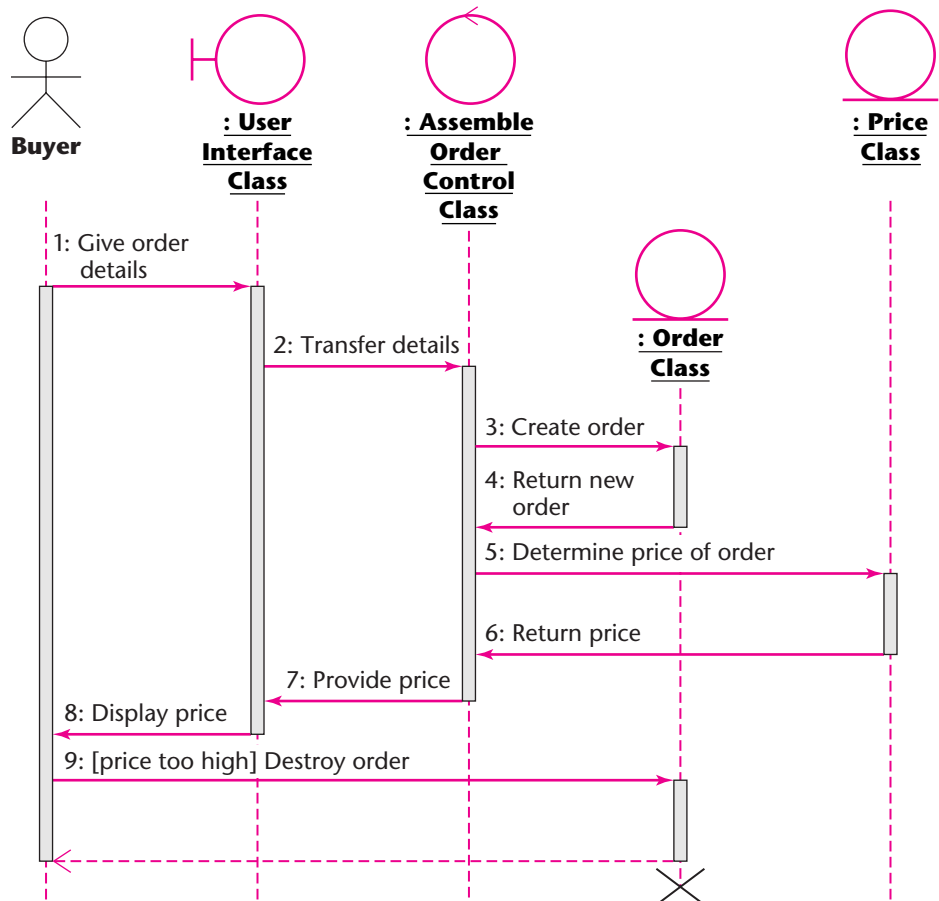 Buyer
: User
Interface
Class
: Assemble
Order
Control
Class
: Price
Class
1: Give order
details
: Order
Class
2: Transfer details
3: Create order
4: Return new
order
5: Determine price of order
6: Return price
7: Provide price
8: Display price
9: [price too high] Destroy order